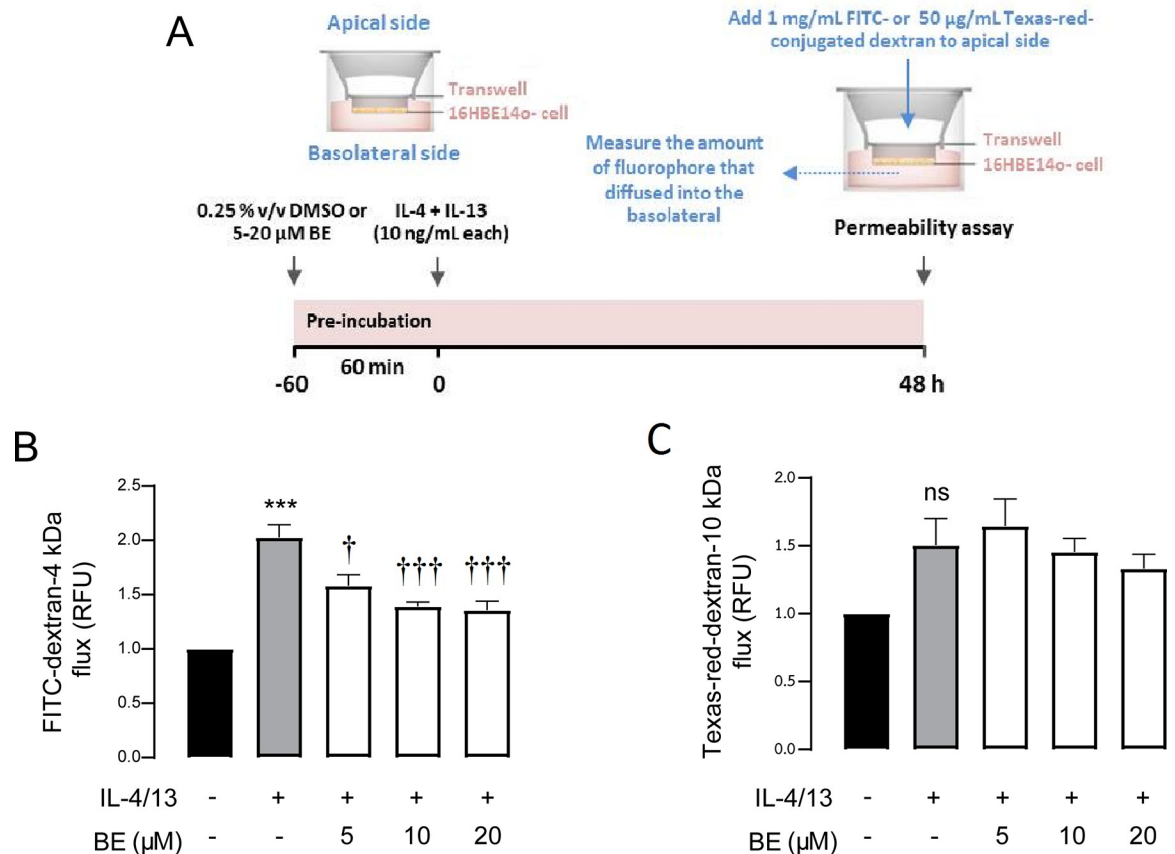 A
Apical side
Transwell
16HBE14o- cell
Basolateral side
Add 1 mg/mL FITC- or 50 µg/mL Texas-red-
conjugated dextran to apical side
Measure the amount
of fluorophore that
diffused into the
basolateral
Transwell
16HBE14o- cell
0.25 % v/v DMSO or
5-20 µM BE
IL-4 + IL-13
(10 ng/mL each)
Permeability assay
Pre-incubation
60 min
-60 0 48 h
B
FITC-dextran-4 kDa
flux (RFU)
2.5
2.0
1.5
1.0
0.5
0.0
*** † ††† †††
IL-4/13 - + + + +
BE (µM) - - 5 10 20
C
Texas-red-dextran-10 kDa
flux (RFU)
2.0
1.5
1.0
0.5
0.0
ns
IL-4/13 - + + + +
BE (µM) - - 5 10 20